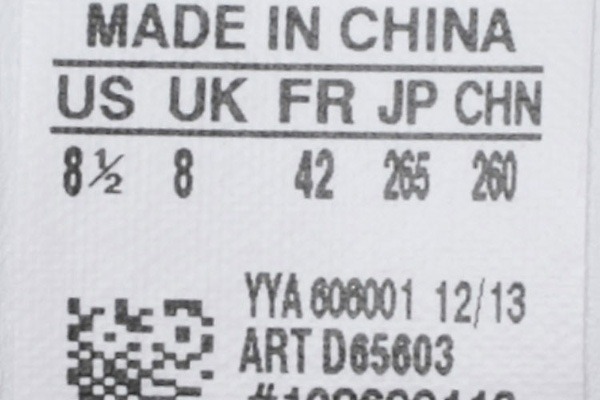 MADE IN CHINA
US UK FR JP CHN
8½ 8 42 265 260
YYA 606001 12/13
ART D65603